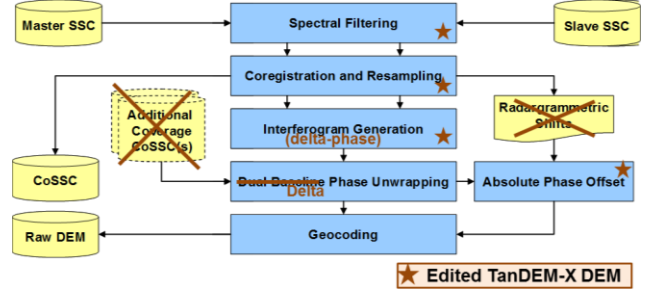 Master SSC
Spectral Filtering
Slave SSC
Coregistration and Resampling
Additional
Coverage
CoSSC(s)
Radargrammetric
Shifts
Interferogram Generation
(delta-phase)
CoSSC
Dual Baseline Phase Unwrapping
Delta
Absolute Phase Offset
Raw DEM
Geocoding
Edited TanDEM-X DEM